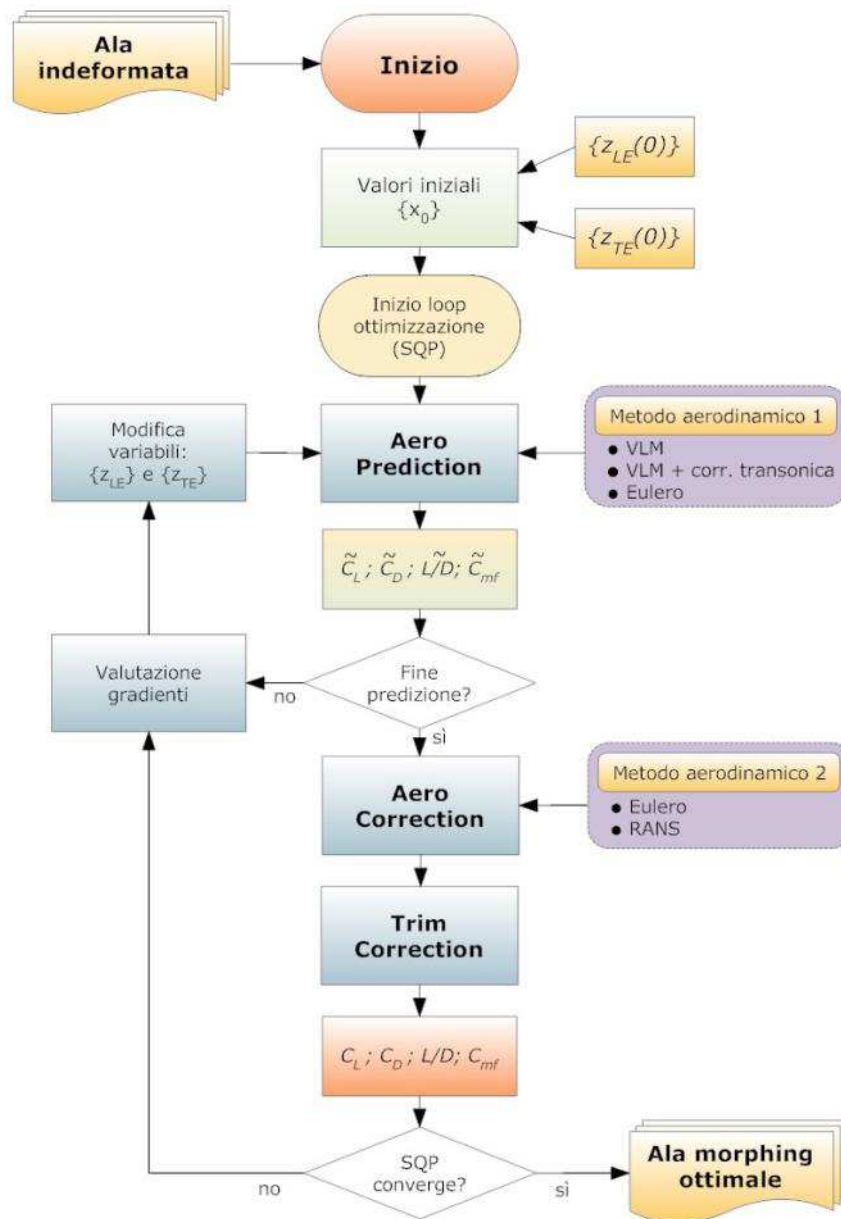 Ala
indeformata
Inizio
Valori iniziali
{x₀}
{z_LE(0)}
{z_TE(0)}
Inizio loop
ottimizzazione
(SQP)
Modifica
variabili:
{z_LE} e {z_TE}
Aero
Prediction
Metodo aerodinamico 1
● VLM
● VLM + corr. transonica
● Eulero
C̃_L ; C̃_D ; L/̃D; C̃_mf
Valutazione
gradienti
no
Fine
predizione?
sì
Aero
Correction
Metodo aerodinamico 2
● Eulero
● RANS
Trim
Correction
C_L ; C_D ; L/D; C_mf
no
SQP
converge?
sì
Ala morphing
ottimale